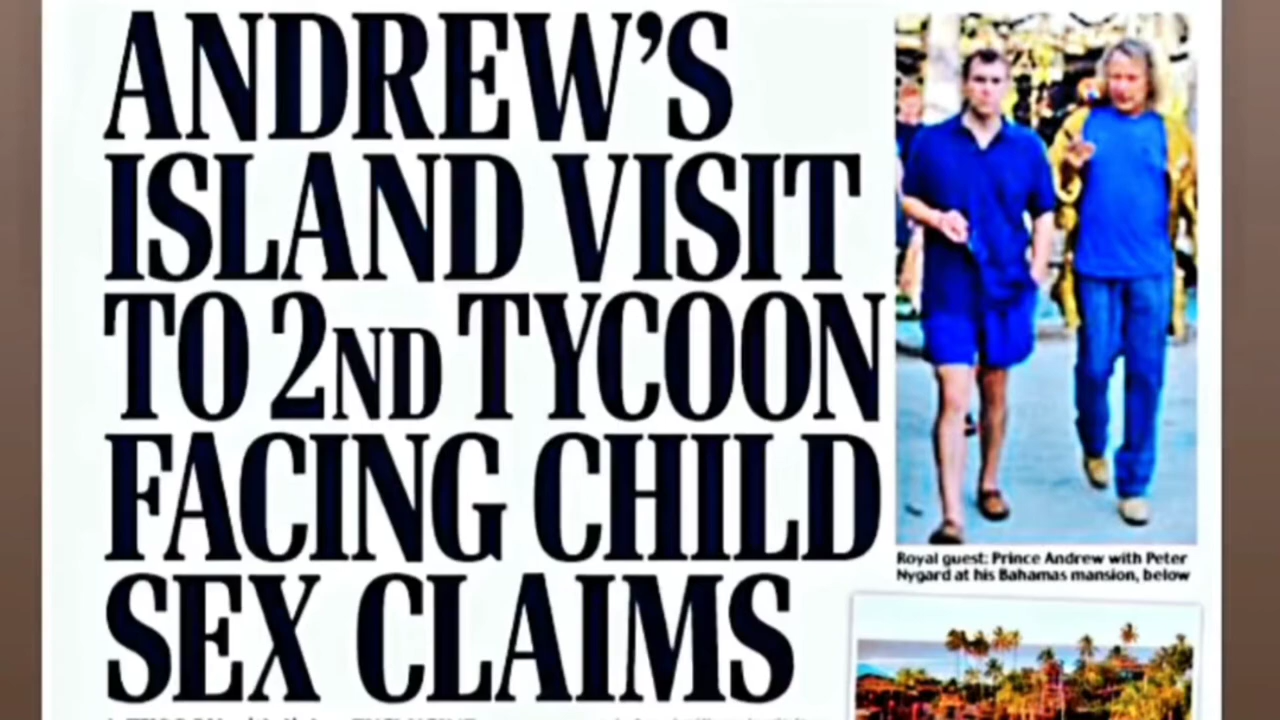 ANDREW'S
ISLAND VISIT
TO 2ND TYCOON
FACING CHILD
SEX CLAIMS
Royal guest: Prince Andrew with Peter
Nygard at his Bahamas mansion, below